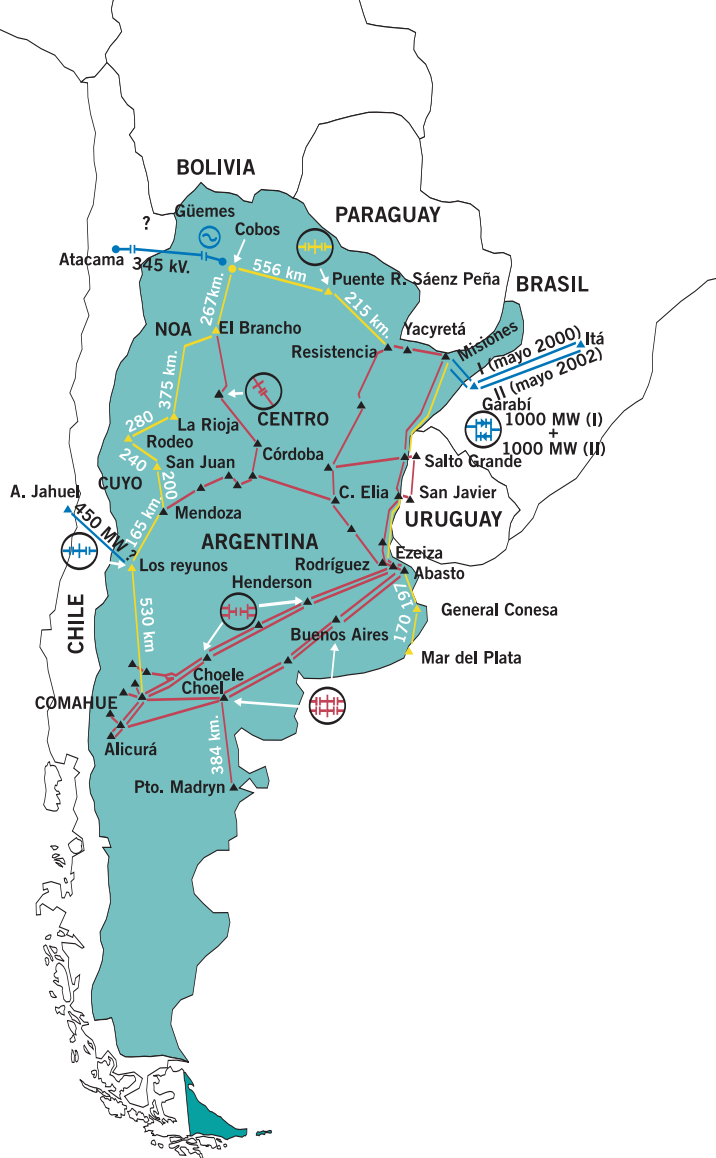 BOLIVIA
?
Güemes
PARAGUAY
Cobos
Atacama
345 kV.
556 km
Puente R. Sáenz Peña
BRASIL
267km.
215 km.
NOA
El Brancho
Yacyretá
Misiones
Resistencia
I (mayo 2000)
Itá
II (mayo 2002)
375 km.
Garabí
CENTRO
1000 MW (I)
+
1000 MW (II)
280
La Rioja
Rodeo
240
Córdoba
San Juan
Salto Grande
CUYO
200
A. Jahuel
C. Elia
San Javier
450 MW ?
165 km.
Mendoza
URUGUAY
ARGENTINA
Ezeiza
Los reyunos
Rodríguez
Abasto
Henderson
197
CHILE
530 km
General Conesa
Buenos Aires
170
Mar del Plata
Choele
Choel
COMAHUE
Alicurá
384 km.
Pto. Madryn